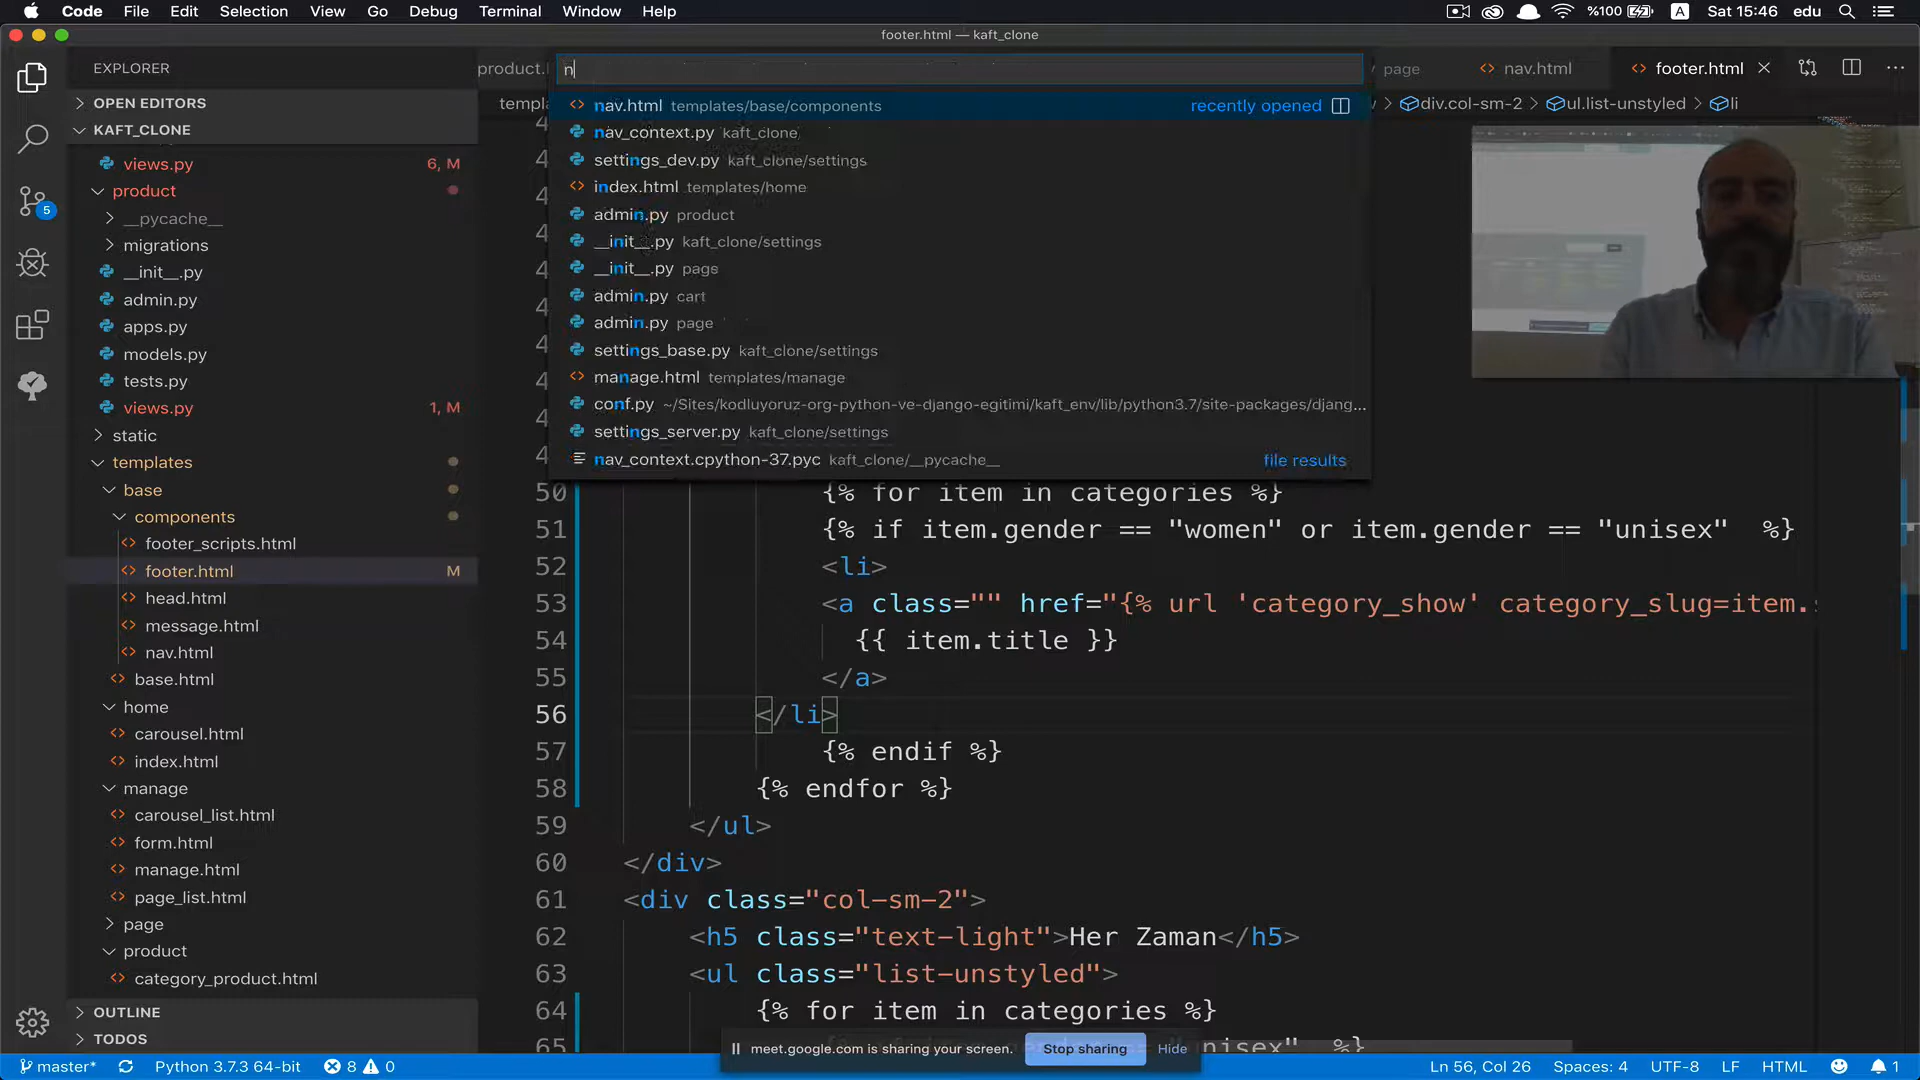 Code File Edit Selection View Go Debug Terminal Window Help %100 A Sat 15:46 edu
footer.html — kaft_clone
EXPLORER
OPEN EDITORS
KAFT_CLONE
views.py 6, M
product
__pycache__
migrations
__init__.py
admin.py
apps.py
models.py
tests.py
views.py 1, M
static
templates
base
components
footer_scripts.html
footer.html M
head.html
message.html
nav.html
base.html
home
carousel.html
index.html
manage
carousel_list.html
form.html
manage.html
page_list.html
page
product
category_product.html
OUTLINE
TODOS
5
page nav.html footer.html
div.col-sm-2 > ul.list-unstyled > li
n
nav.html templates/base/components recently opened
nav_context.py kaft_clone
settings_dev.py kaft_clone/settings
index.html templates/home
admin.py product
__init__.py kaft_clone/settings
__init__.py page
admin.py cart
admin.py page
settings_base.py kaft_clone/settings
manage.html templates/manage
conf.py ~/Sites/kodluyoruz-org-python-ve-django-egitimi/kaft_env/lib/python3.7/site-packages/djang...
settings_server.py kaft_clone/settings
nav_context.cpython-37.pyc kaft_clone/__pycache__ file results
50 {% for item in categories %}
51 {% if item.gender == "women" or item.gender == "unisex"  %}
52 <li>
53 <a class="" href="{% url 'category_show' category_slug=item.
54 {{ item.title }}
55 </a>
56 </li>
57 {% endif %}
58 {% endfor %}
59 </ul>
60 </div>
61 <div class="col-sm-2">
62 <h5 class="text-light">Her Zaman</h5>
63 <ul class="list-unstyled">
64 {% for item in categories %}
65
meet.google.com is sharing your screen. Stop sharing Hide
master* Python 3.7.3 64-bit 8 0 Ln 56, Col 26 Spaces: 4 UTF-8 LF HTML 1